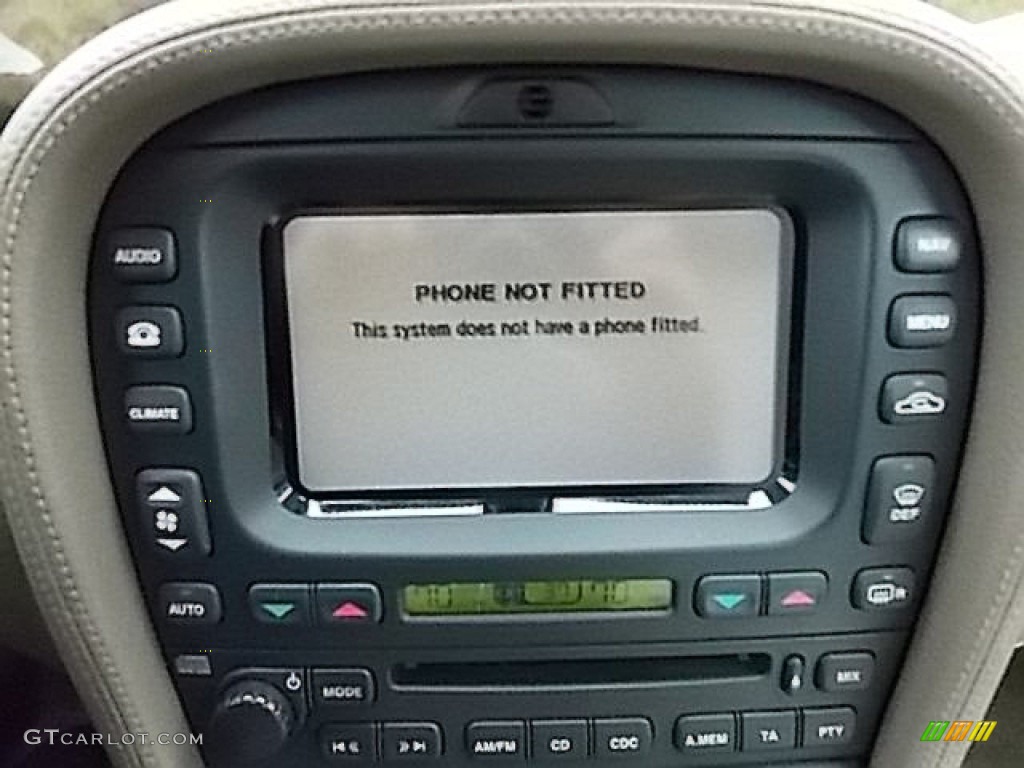 AUDIO
NAV
PHONE NOT FITTED
This system does not have a phone fitted.
MENU
CLIMATE
DEF
AUTO
R
MODE
MIX
AM/FM
CD
CDC
A.MEM
TA
PTY
GTCARLOT.COM